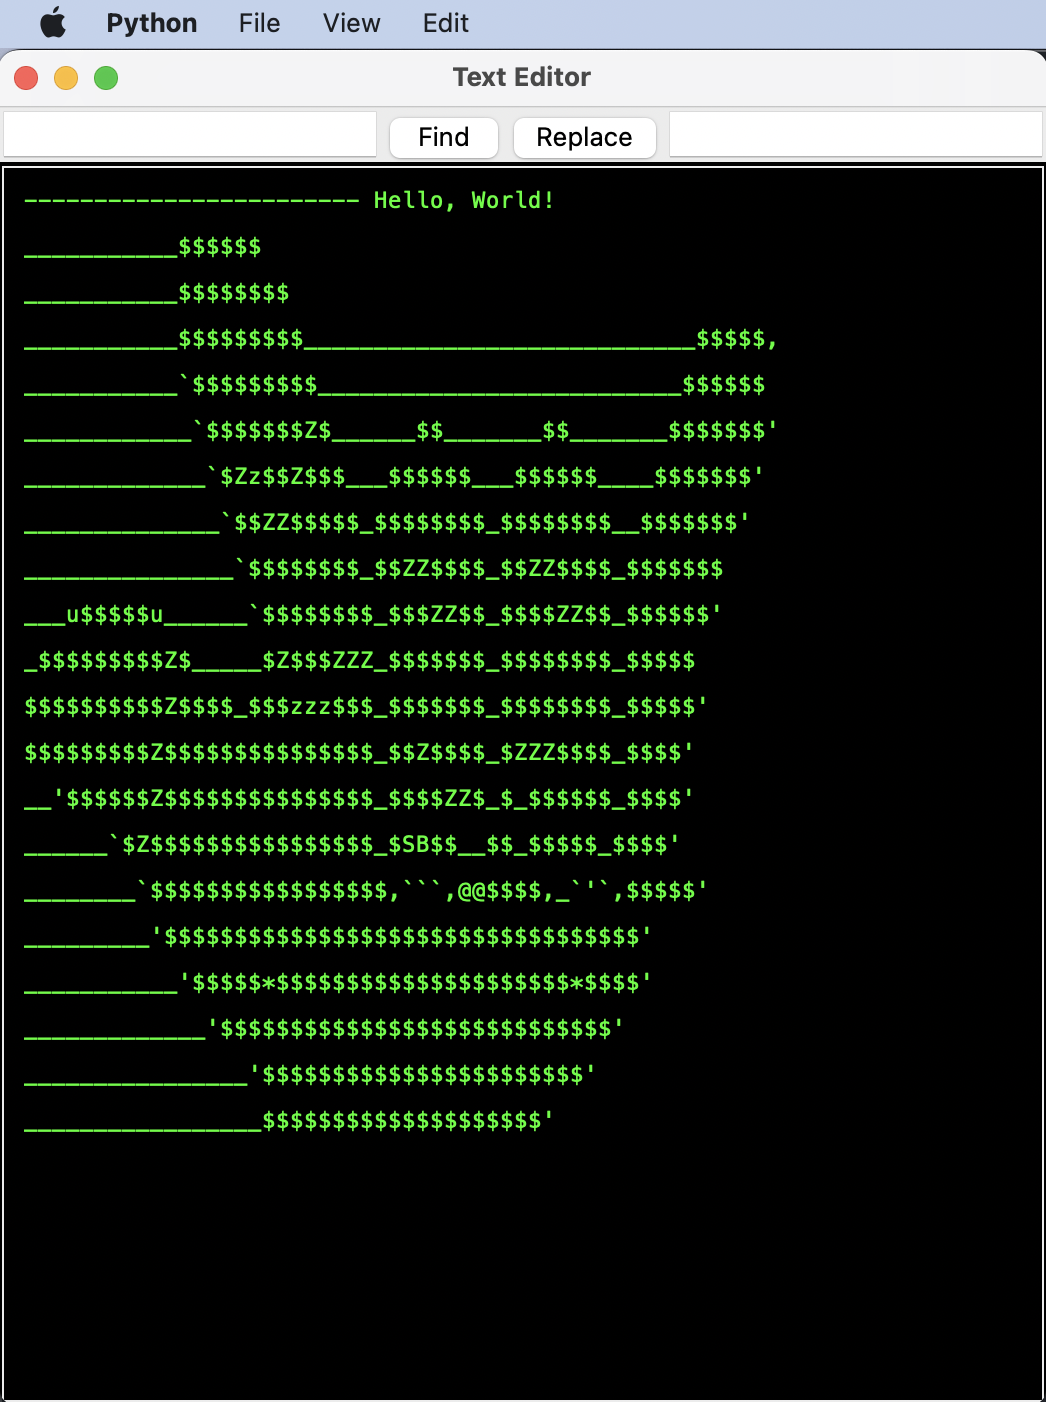 Python File View Edit
Text Editor
Find Replace
------------------------ Hello, World!
___________$$$$$$
___________$$$$$$$$
___________$$$$$$$$$____________________________$$$$$,
___________`$$$$$$$$$__________________________$$$$$$
____________`$$$$$$$Z$______$$_______$$_______$$$$$$$'
_____________`$Zz$$Z$$$___$$$$$$___$$$$$$____$$$$$$$'
______________`$$ZZ$$$$$_$$$$$$$$_$$$$$$$$__$$$$$$$'
_______________`$$$$$$$$_$$ZZ$$$$_$$ZZ$$$$_$$$$$$$
___u$$$$$u______`$$$$$$$$_$$$ZZ$$_$$$$ZZ$$_$$$$$$'
_$$$$$$$$$Z$_____$Z$$$ZZZ_$$$$$$$_$$$$$$$$_$$$$$
$$$$$$$$$$Z$$$$_$$$zzz$$$_$$$$$$$_$$$$$$$$_$$$$$'
$$$$$$$$$Z$$$$$$$$$$$$$$$_$$Z$$$$_$ZZZ$$$$_$$$$'
__'$$$$$$Z$$$$$$$$$$$$$$$_$$$$ZZ$_$_$$$$$$_$$$$'
______`$Z$$$$$$$$$$$$$$$$_$SB$$__$$_$$$$$_$$$$'
________`$$$$$$$$$$$$$$$$$,```,@@$$$$,_`'`,$$$$$'
_________'$$$$$$$$$$$$$$$$$$$$$$$$$$$$$$$$$$'
___________'$$$$$*$$$$$$$$$$$$$$$$$$$$$*$$$$'
_____________'$$$$$$$$$$$$$$$$$$$$$$$$$$$$'
________________'$$$$$$$$$$$$$$$$$$$$$$$'
_________________$$$$$$$$$$$$$$$$$$$$'